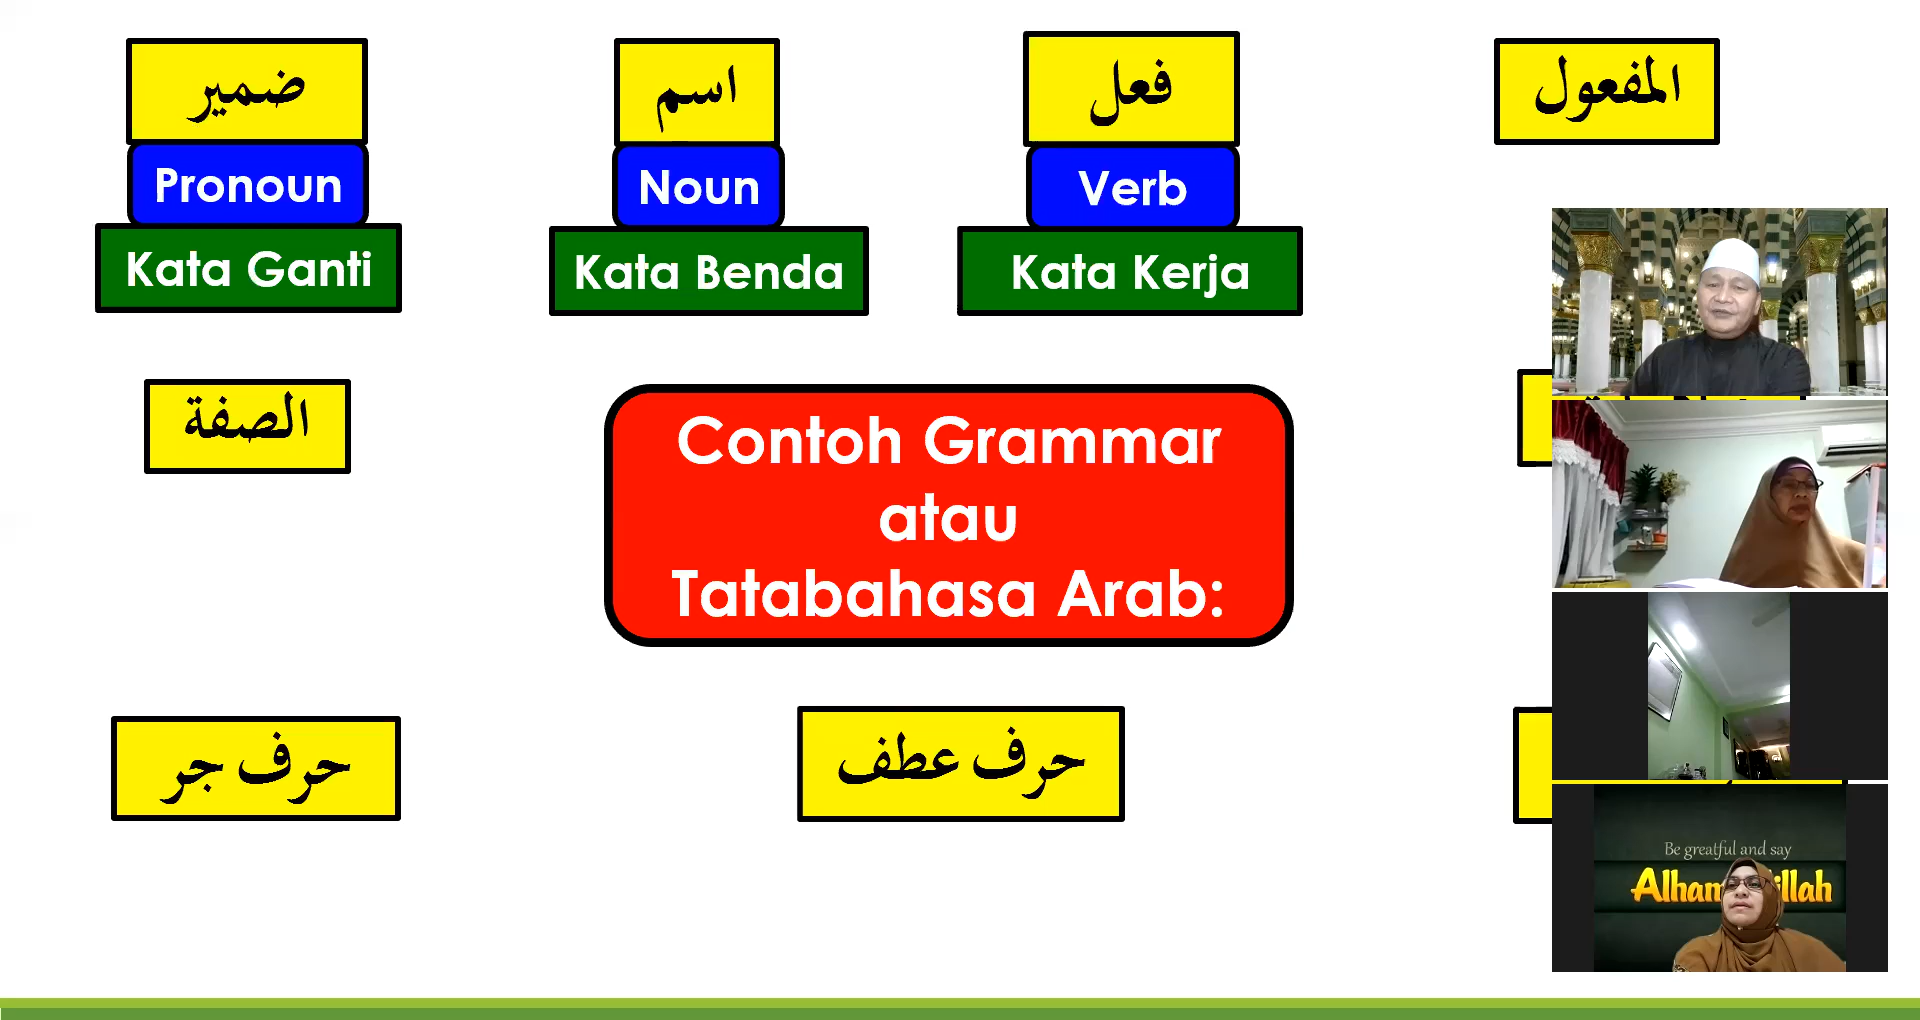 ضمير
Pronoun
Kata Ganti
اسم
Noun
Kata Benda
فعل
Verb
Kata Kerja
المفعول
الصفة
Contoh Grammar
atau
Tatabahasa Arab:
حرف جر
حرف عطف
Be greatful and say